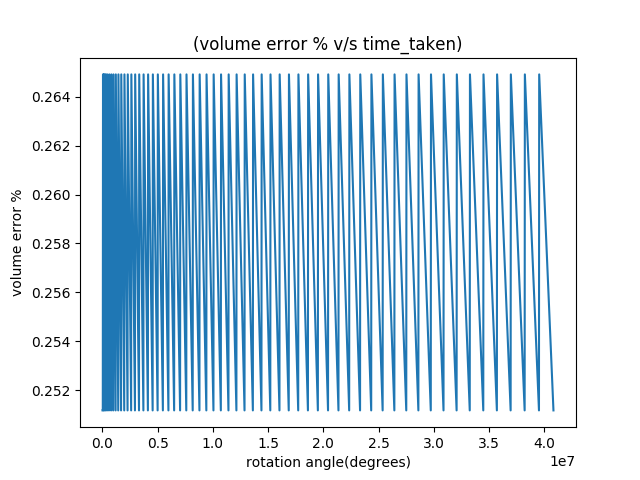 (volume error % v/s time_taken)
0.264
0.262
0.260
0.258
0.256
0.254
0.252
volume error %
0.0 0.5 1.0 1.5 2.0 2.5 3.0 3.5 4.0
1e7
rotation angle(degrees)